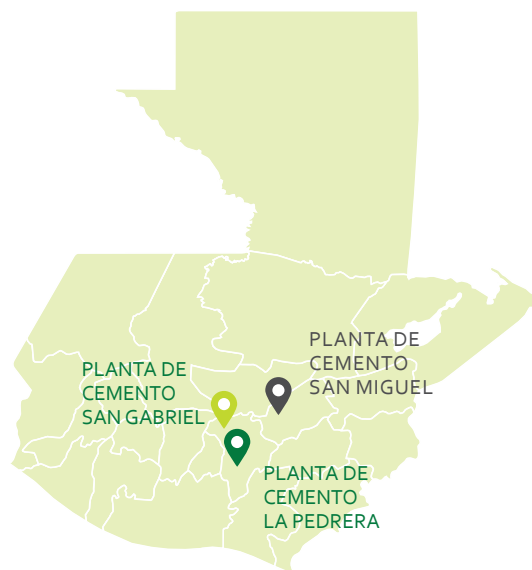 PLANTA DE
CEMENTO
SAN MIGUEL
PLANTA DE
CEMENTO
SAN GABRIEL
PLANTA DE
CEMENTO
LA PEDRERA